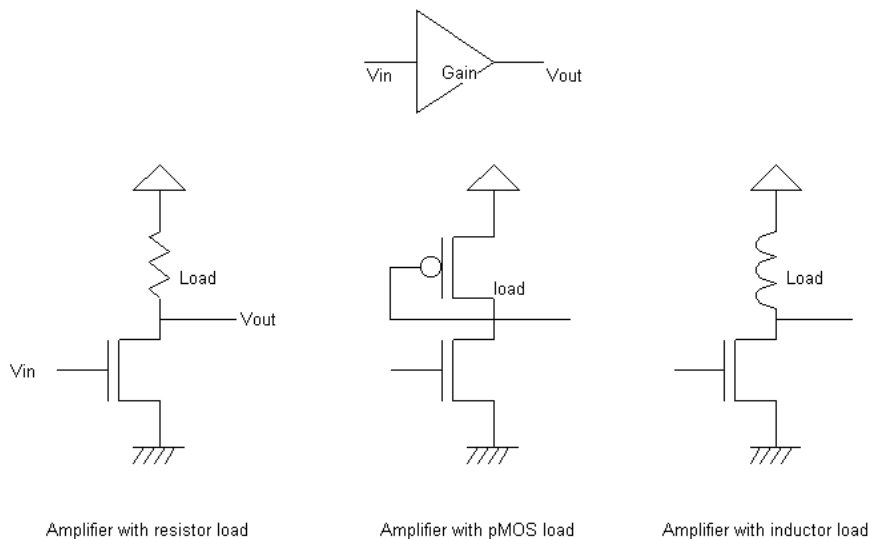 Vin
Gain
Vout
Load
load
Load
Vout
Vin
Amplifier with resistor load
Amplifier with pMOS load
Amplifier with inductor load